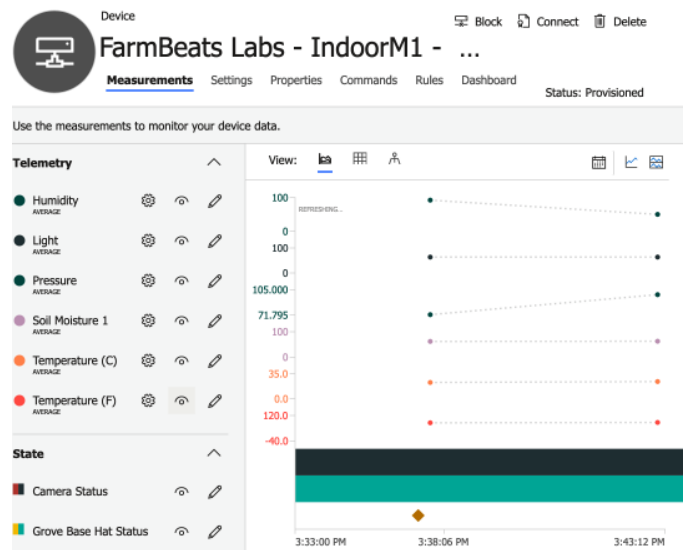 Device
FarmBeats Labs - IndoorM1 - ...
Block Connect Delete
Measurements Settings Properties Commands Rules Dashboard
Status: Provisioned
Use the measurements to monitor your device data.
Telemetry
Humidity
AVERAGE
Light
AVERAGE
Pressure
AVERAGE
Soil Moisture 1
AVERAGE
Temperature (C)
AVERAGE
Temperature (F)
AVERAGE
State
Camera Status
Grove Base Hat Status
View:
REFRESHING...
100
0
100
0
105.000
71.795
100
0
35.0
0.0
120.0
-40.0
3:33:00 PM 3:38:06 PM 3:43:12 PM